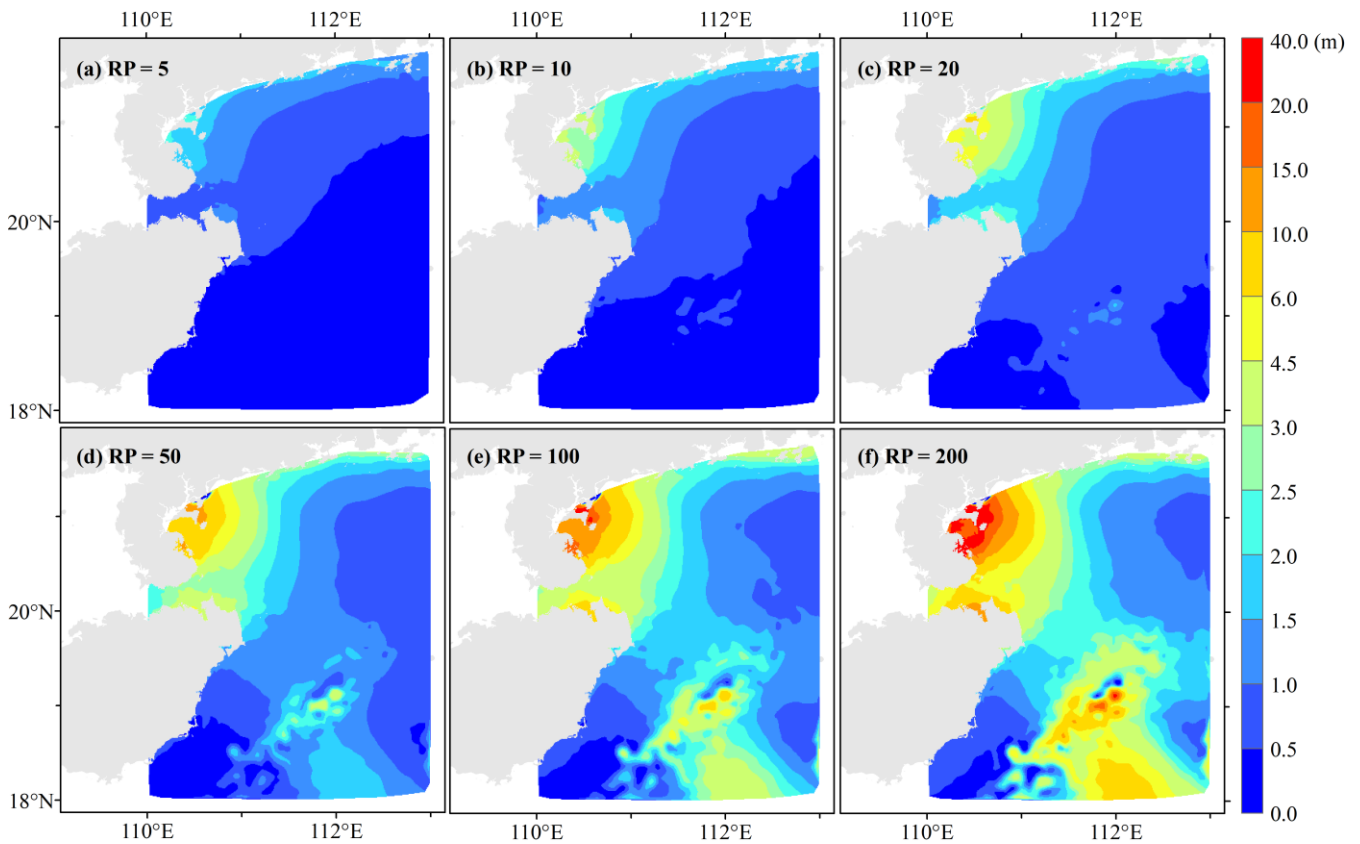 110°E 112°E 110°E 112°E 110°E 112°E
(a) RP = 5
(b) RP = 10
(c) RP = 20
20°N
18°N
(d) RP = 50
(e) RP = 100
(f) RP = 200
20°N
18°N
110°E 112°E 110°E 112°E 110°E 112°E
40.0 (m)
20.0
15.0
10.0
6.0
4.5
3.0
2.5
2.0
1.5
1.0
0.5
0.0